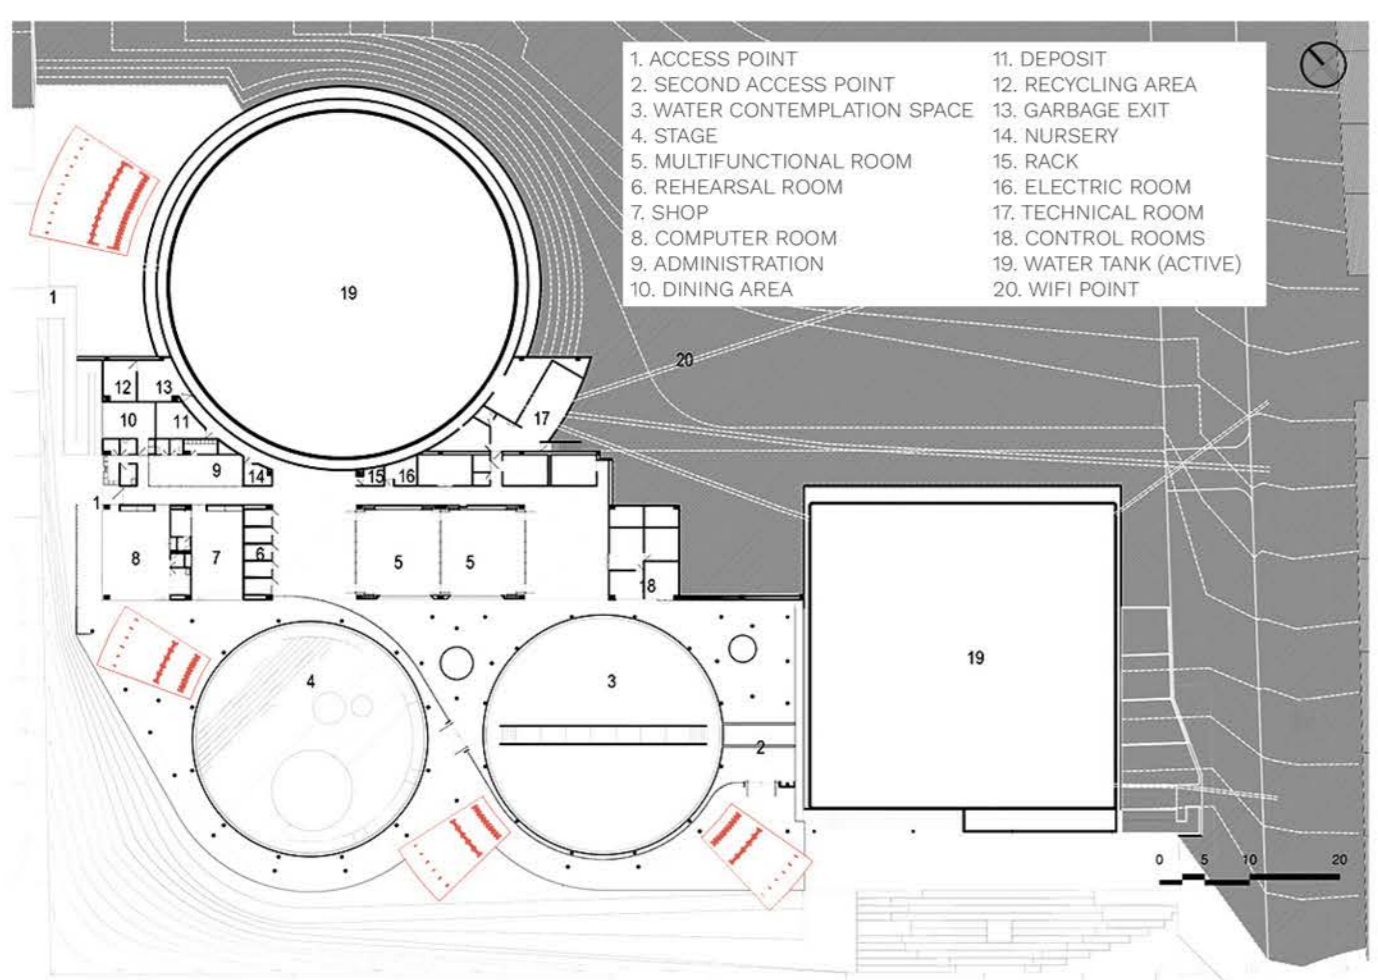 1. ACCESS POINT
2. SECOND ACCESS POINT
3. WATER CONTEMPLATION SPACE
4. STAGE
5. MULTIFUNCTIONAL ROOM
6. REHEARSAL ROOM
7. SHOP
8. COMPUTER ROOM
9. ADMINISTRATION
10. DINING AREA
11. DEPOSIT
12. RECYCLING AREA
13. GARBAGE EXIT
14. NURSERY
15. RACK
16. ELECTRIC ROOM
17. TECHNICAL ROOM
18. CONTROL ROOMS
19. WATER TANK (ACTIVE)
20. WIFI POINT
19
1
20
12 13
10 11 17
9 14 15 16
1
8 7 6 5 5 18
4 3 19
2
0 5 10 20